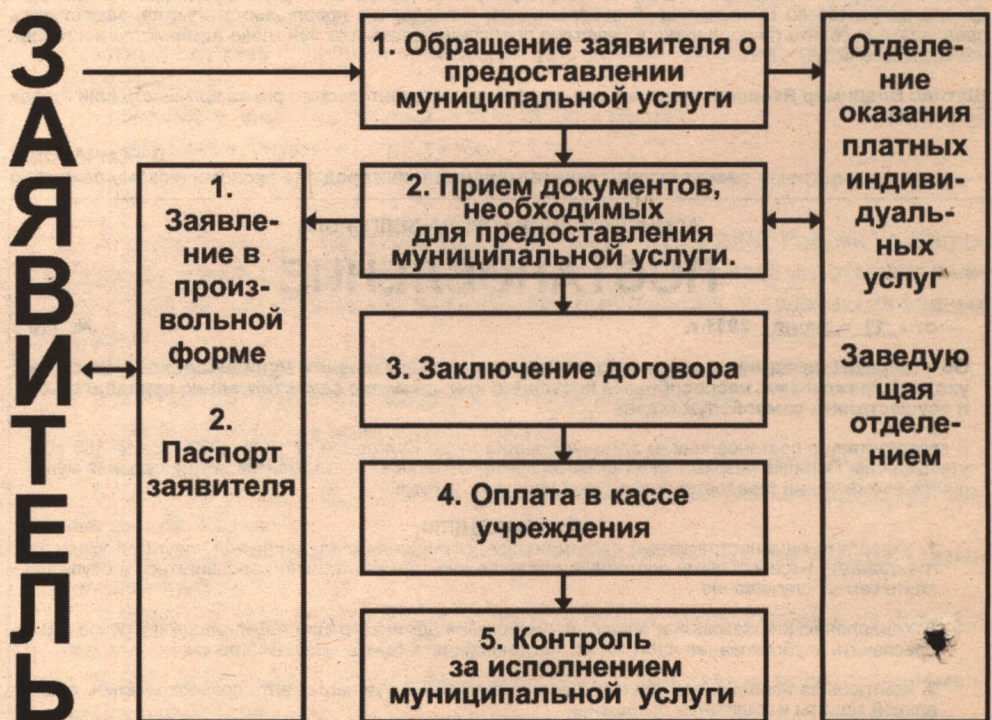 ЗАЯВИТЕЛЬ
1. Обращение заявителя о
предоставлении
муниципальной услуги
Отделе-
ние
оказания
платных
индиви-
дуаль-
ных
услуг
Заведую
щая
отделе-
нием
1.
Заявле-
ние в
произ-
вольной
форме
2.
Паспорт
заявителя
2. Прием документов,
необходимых
для предоставления
муниципальной услуги.
3. Заключение договора
4. Оплата в кассе
учреждения
5. Контроль
за исполнением
муниципальной услуги